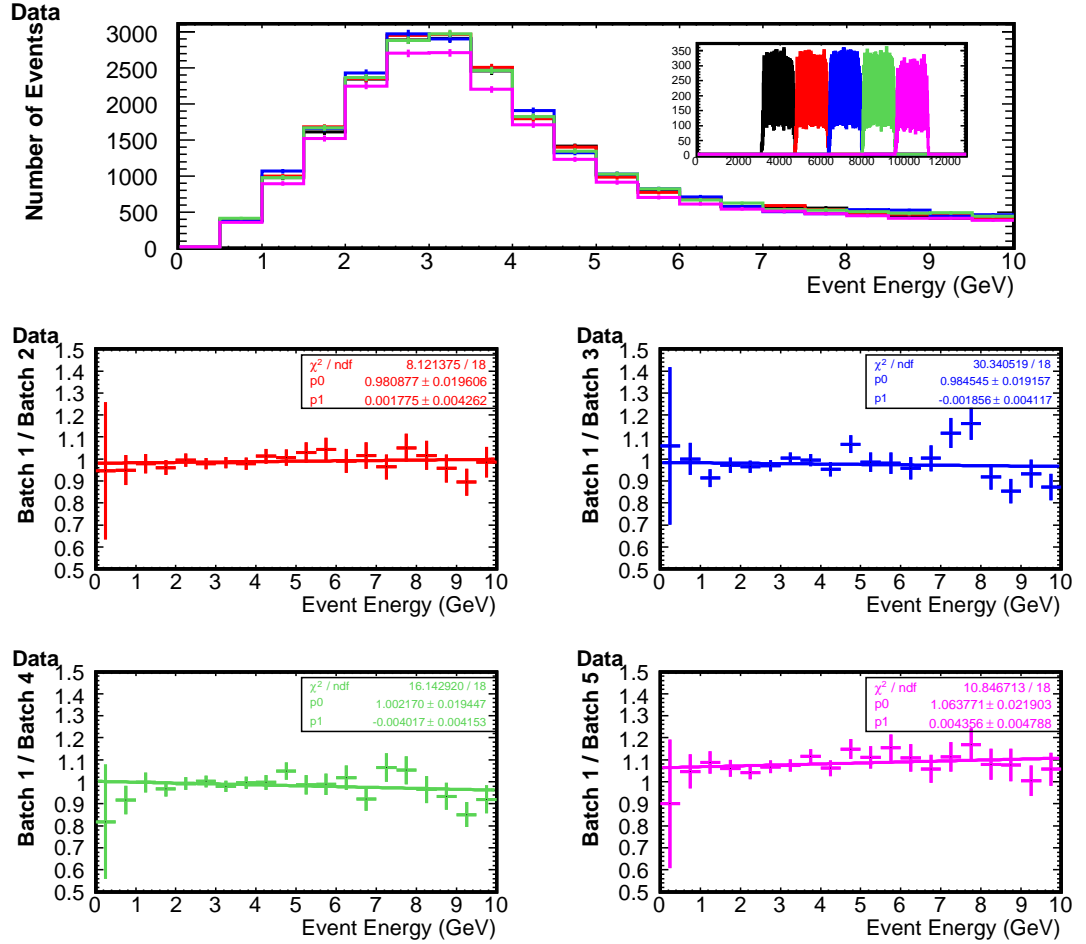 Data
Number of Events
3000
2500
2000
1500
1000
500
0
0 1 2 3 4 5 6 7 8 9 10
Event Energy (GeV)
350
300
250
200
150
100
50
0
0 2000 4000 6000 8000 10000 12000
Data
Batch 1 / Batch 2
1.5
1.4
1.3
1.2
1.1
1
0.9
0.8
0.7
0.6
0.5
0 1 2 3 4 5 6 7 8 9 10
Event Energy (GeV)
χ² / ndf 8.121375 / 18
p0 0.980877 ± 0.019606
p1 0.001775 ± 0.004262
Data
Batch 1 / Batch 3
1.5
1.4
1.3
1.2
1.1
1
0.9
0.8
0.7
0.6
0.5
0 1 2 3 4 5 6 7 8 9 10
Event Energy (GeV)
χ² / ndf 30.340519 / 18
p0 0.984545 ± 0.019157
p1 -0.001856 ± 0.004117
Data
Batch 1 / Batch 4
1.5
1.4
1.3
1.2
1.1
1
0.9
0.8
0.7
0.6
0.5
0 1 2 3 4 5 6 7 8 9 10
Event Energy (GeV)
χ² / ndf 16.142920 / 18
p0 1.002170 ± 0.019447
p1 -0.004017 ± 0.004153
Data
Batch 1 / Batch 5
1.5
1.4
1.3
1.2
1.1
1
0.9
0.8
0.7
0.6
0.5
0 1 2 3 4 5 6 7 8 9 10
Event Energy (GeV)
χ² / ndf 10.846713 / 18
p0 1.063771 ± 0.021903
p1 0.004356 ± 0.004788